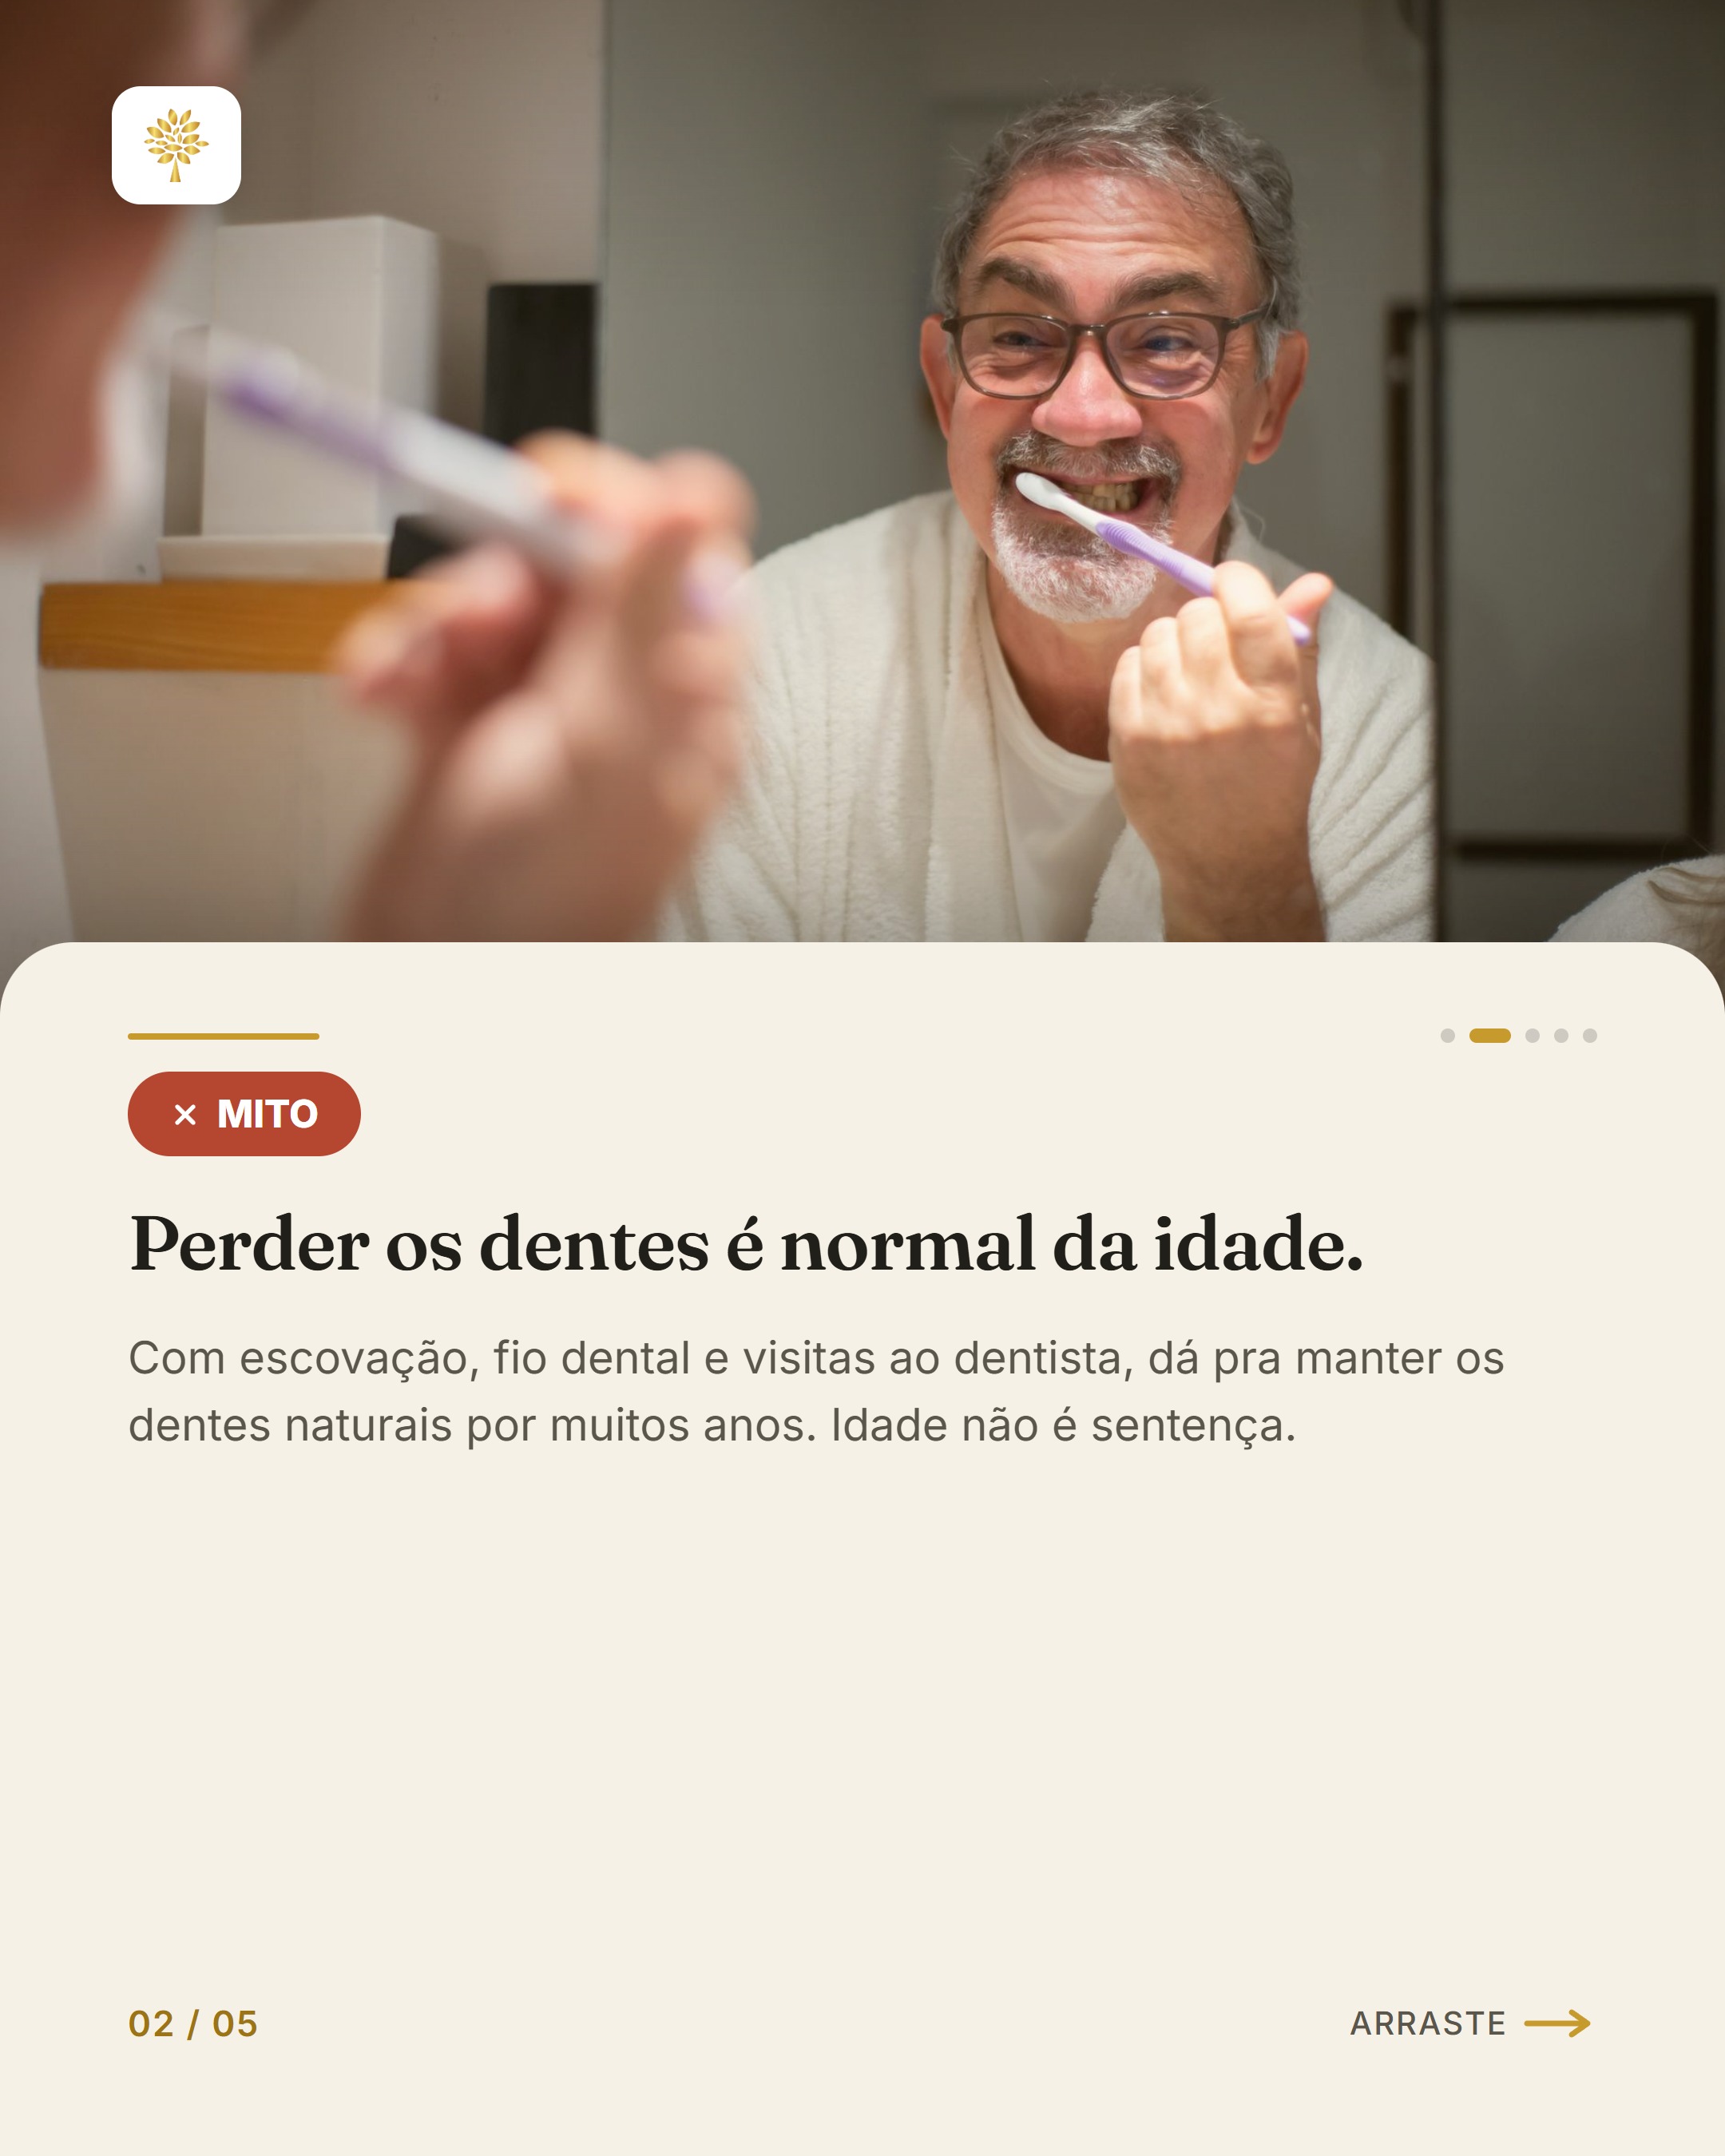 × MITO
Perder os dentes é normal da idade.
Com escovação, fio dental e visitas ao dentista, dá pra manter os
dentes naturais por muitos anos. Idade não é sentença.
02 / 05
ARRASTE →